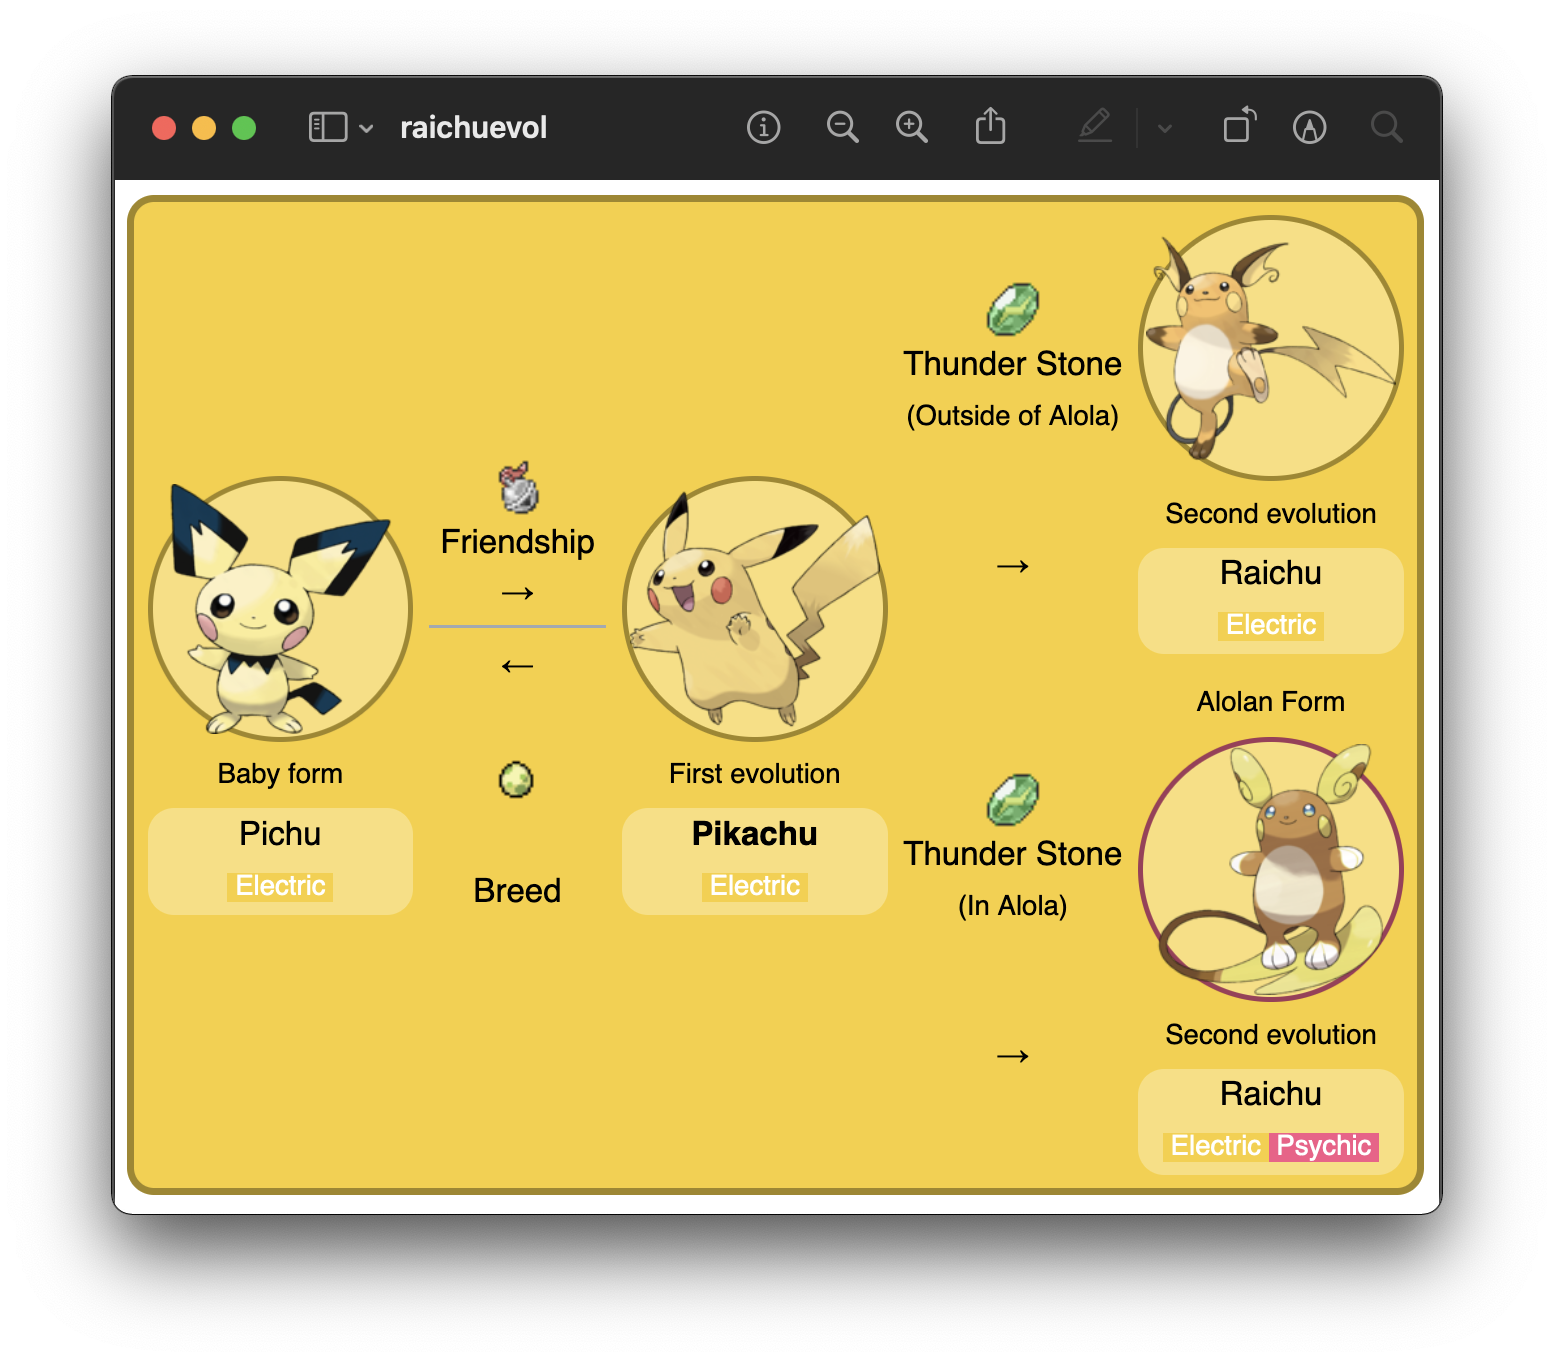 raichuevol
Thunder Stone
(Outside of Alola)
Second evolution
Raichu
Electric
Friendship
→
←
Breed
Baby form
Pichu
Electric
First evolution
Pikachu
Electric
→
Alolan Form
Thunder Stone
(In Alola)
→
Second evolution
Raichu
Electric Psychic